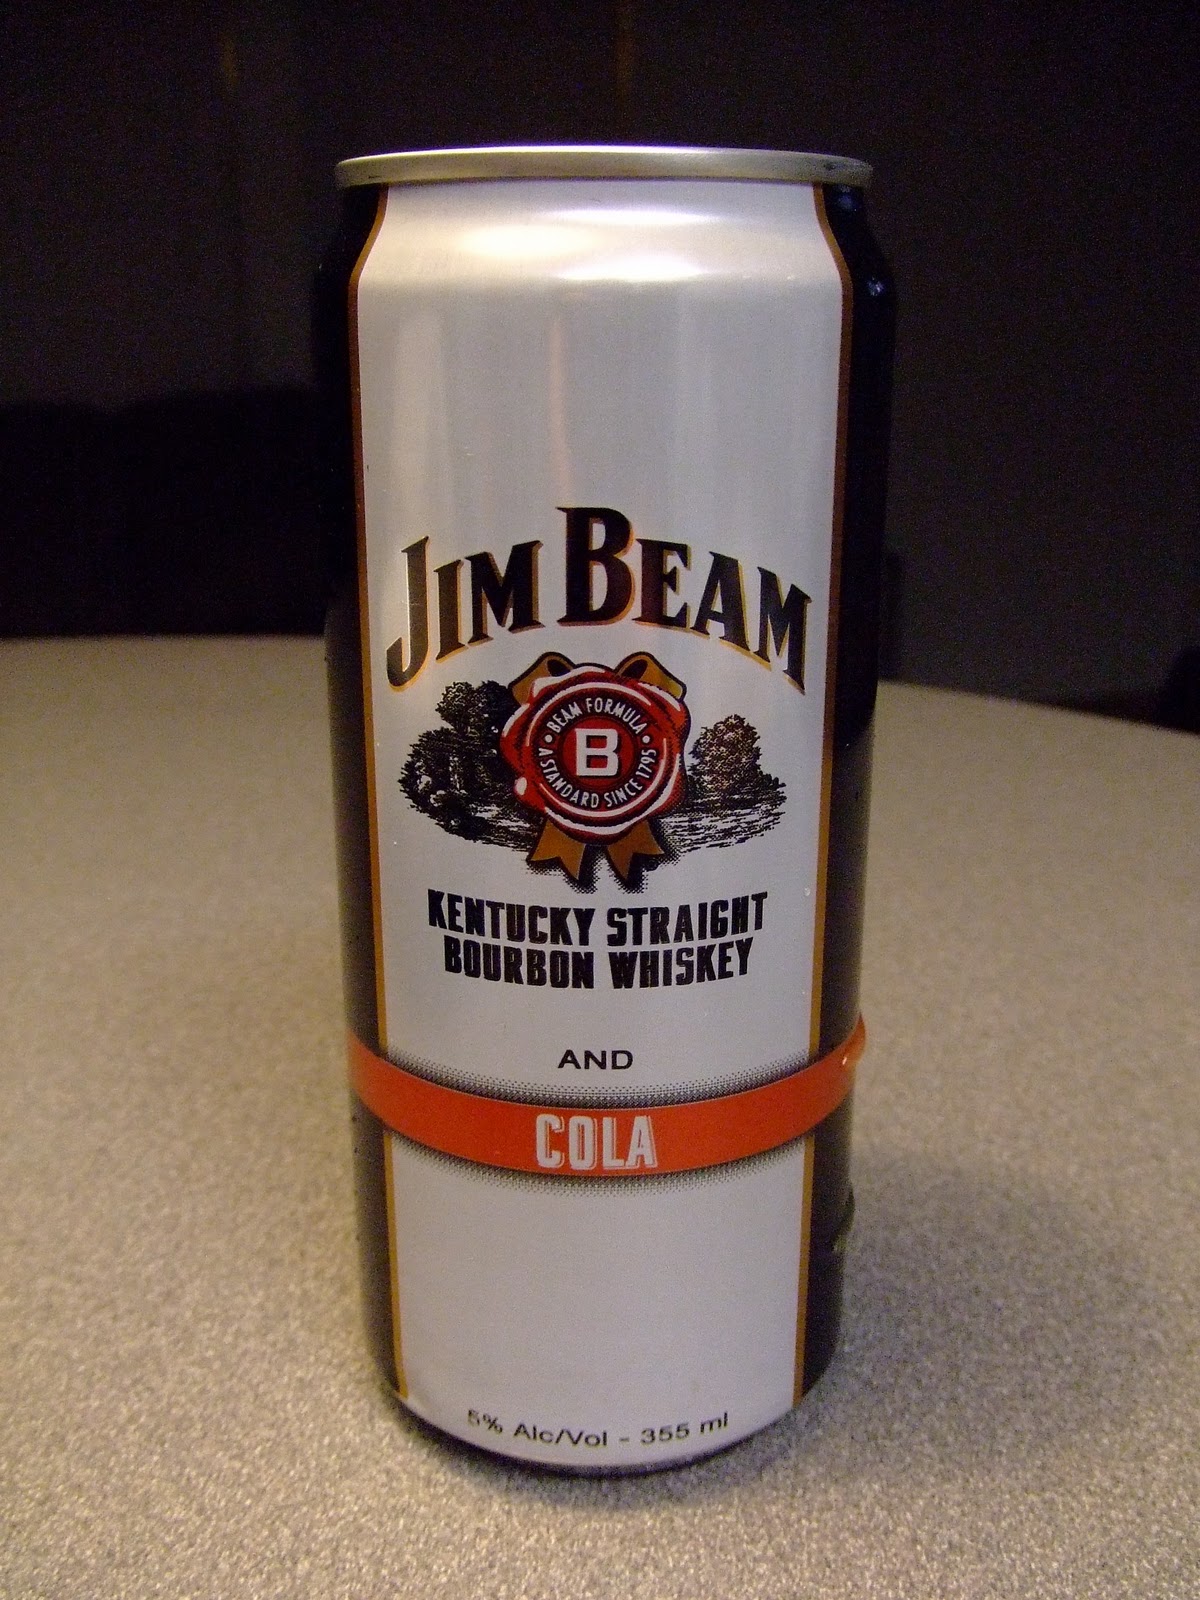 JIM BEAM
BEAM FORMULA
B
A STANDARD SINCE 1795
KENTUCKY STRAIGHT
BOURBON WHISKEY
AND
COLA
5% Alc/Vol - 355 ml